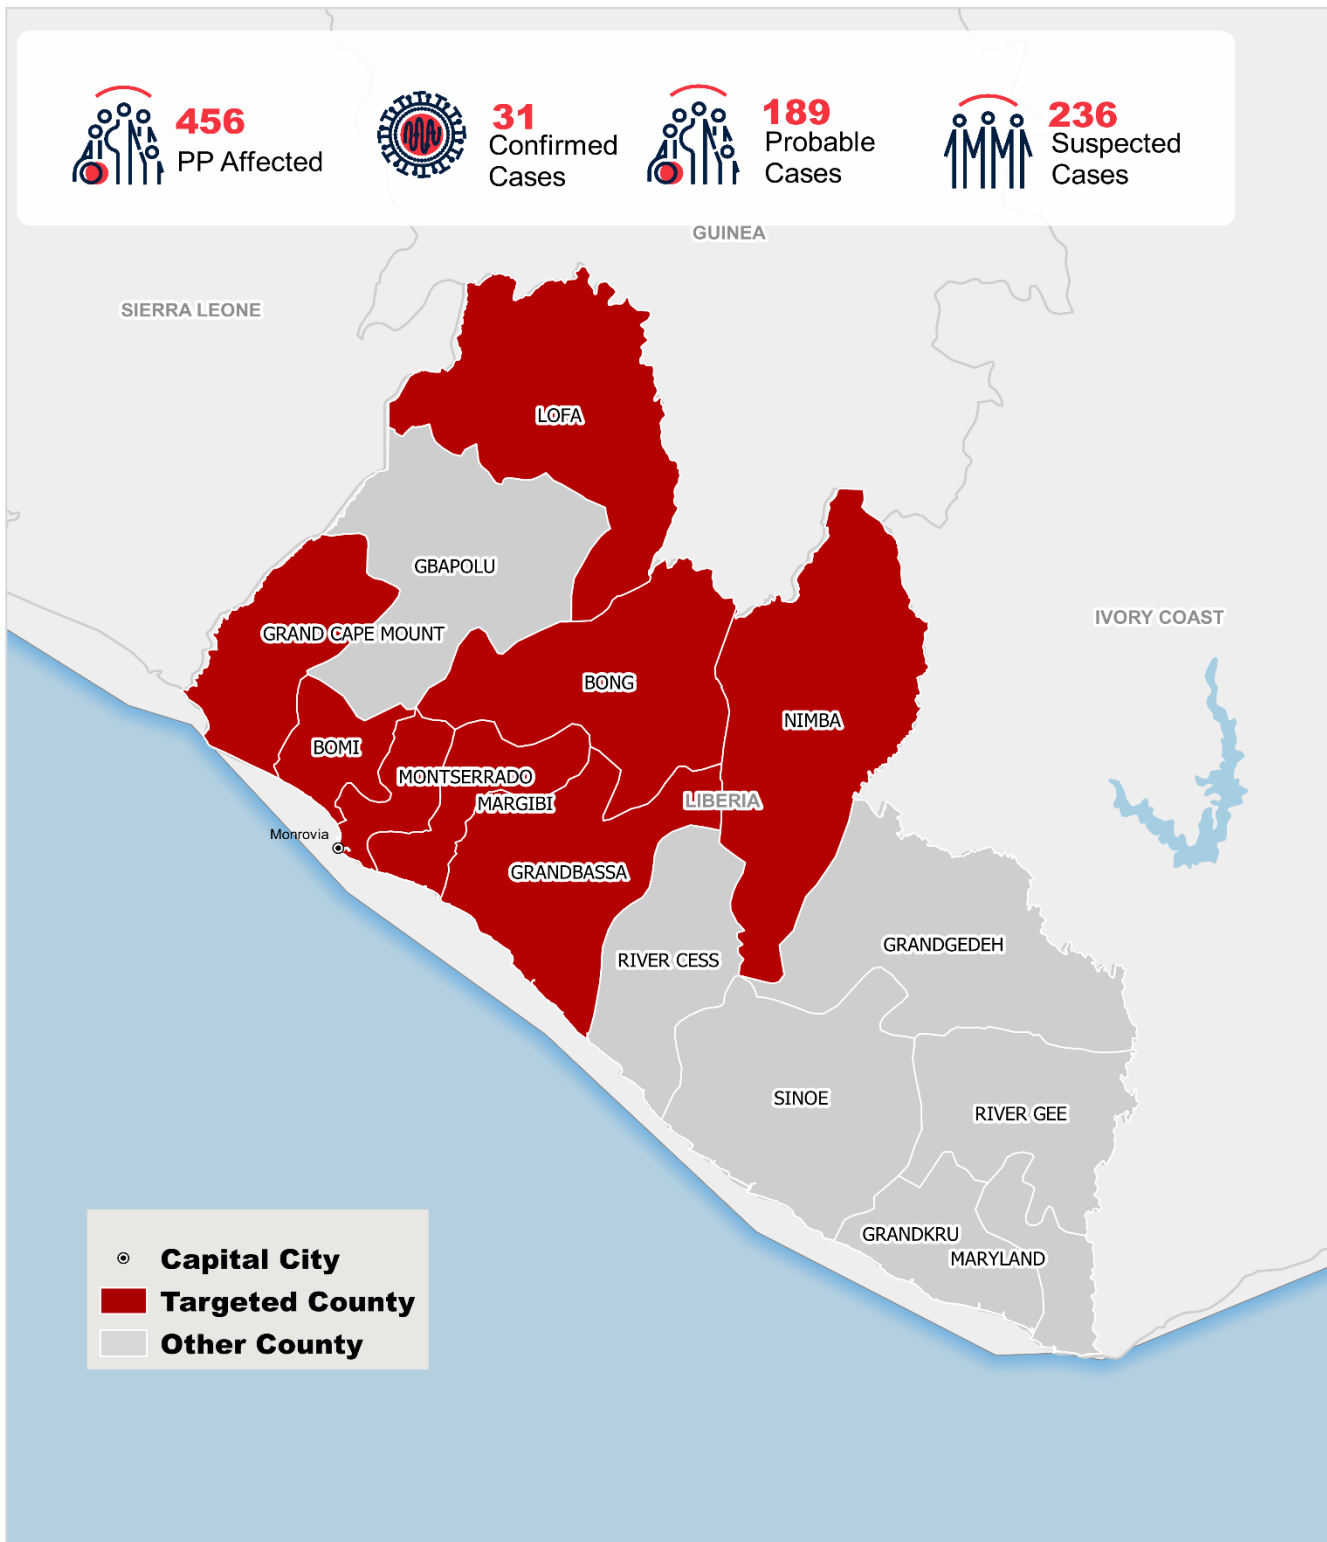 456
PP Affected
31
Confirmed
Cases
189
Probable
Cases
236
Suspected
Cases
GUINEA
SIERRA LEONE
LOFA
GBAPOLU
IVORY COAST
GRAND CAPE MOUNT
BONG
NIMBA
BOMI
MONTSERRADO
MARGIBI
LIBERIA
Monrovia
GRANDBASSA
GRANDGEDEH
RIVER CESS
SINOE
RIVER GEE
GRANDKRU
MARYLAND
Capital City
Targeted County
Other County